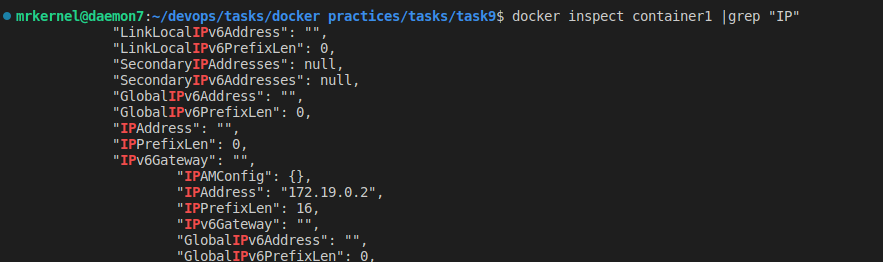 mrkernel@daemon7:~/devops/tasks/docker practices/tasks/task9$ docker inspect container1 |grep "IP"
"LinkLocalIPv6Address": "",
"LinkLocalIPv6PrefixLen": 0,
"SecondaryIPAddresses": null,
"SecondaryIPv6Addresses": null,
"GlobalIPv6Address": "",
"GlobalIPv6PrefixLen": 0,
"IPAddress": "",
"IPPrefixLen": 0,
"IPv6Gateway": "",
"IPAMConfig": {},
"IPAddress": "172.19.0.2",
"IPPrefixLen": 16,
"IPv6Gateway": "",
"GlobalIPv6Address": "",
"GlobalIPv6PrefixLen": 0,